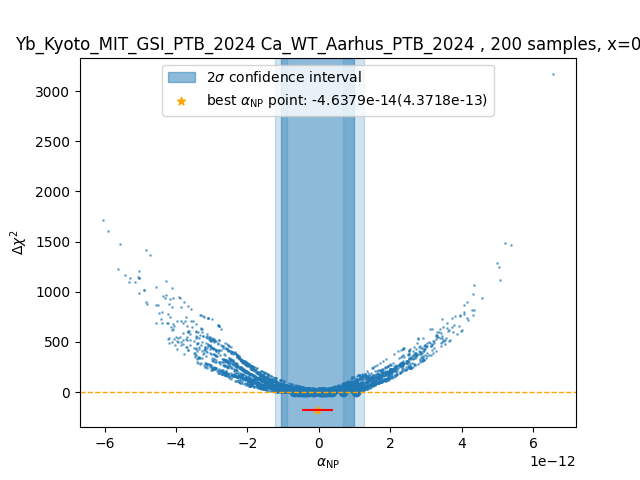 Yb_Kyoto_MIT_GSI_PTB_2024 Ca_WT_Aarhus_PTB_2024 , 200 samples, x=0
2σ confidence interval
best α_NP point: -4.6379e-14(4.3718e-13)
Δχ²
3000
2500
2000
1500
1000
500
0
−6 −4 −2 0 2 4 6
1e−12
α_NP